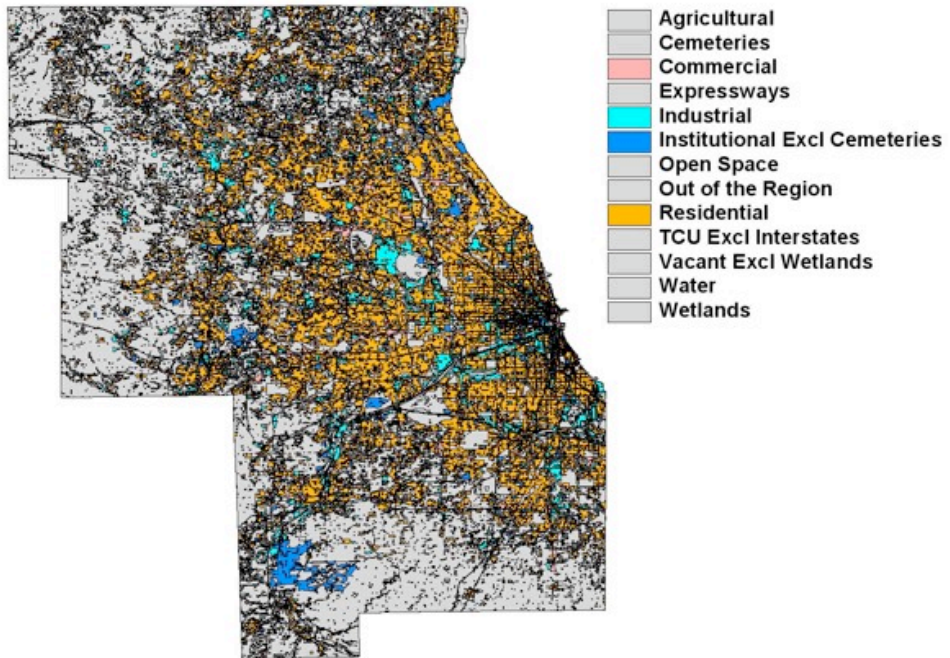 Agricultural
Cemeteries
Commercial
Expressways
Industrial
Institutional Excl Cemeteries
Open Space
Out of the Region
Residential
TCU Excl Interstates
Vacant Excl Wetlands
Water
Wetlands